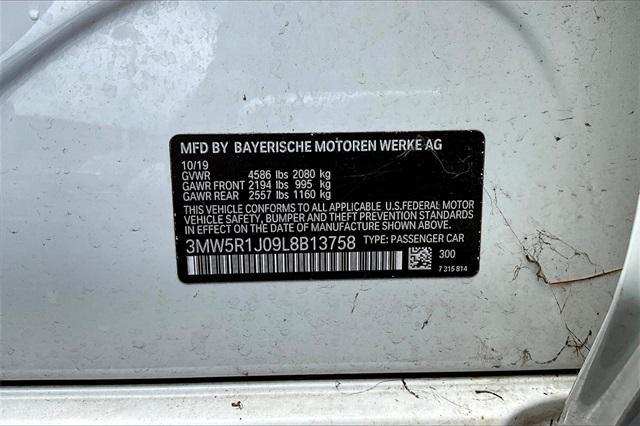 MFD BY BAYERISCHE MOTOREN WERKE AG
10/19
GVWR 4586 lbs 2080 kg
GAWR FRONT 2194 lbs 995 kg
GAWR REAR 2557 lbs 1160 kg
THIS VEHICLE CONFORMS TO ALL APPLICABLE U.S.FEDERAL MOTOR
VEHICLE SAFETY, BUMPER AND THEFT PREVENTION STANDARDS
IN EFFECT ON THE DATE OF MANUFACTURE SHOWN ABOVE.
3MW5R1J09L8B13758 TYPE: PASSENGER CAR
300
7 315 814